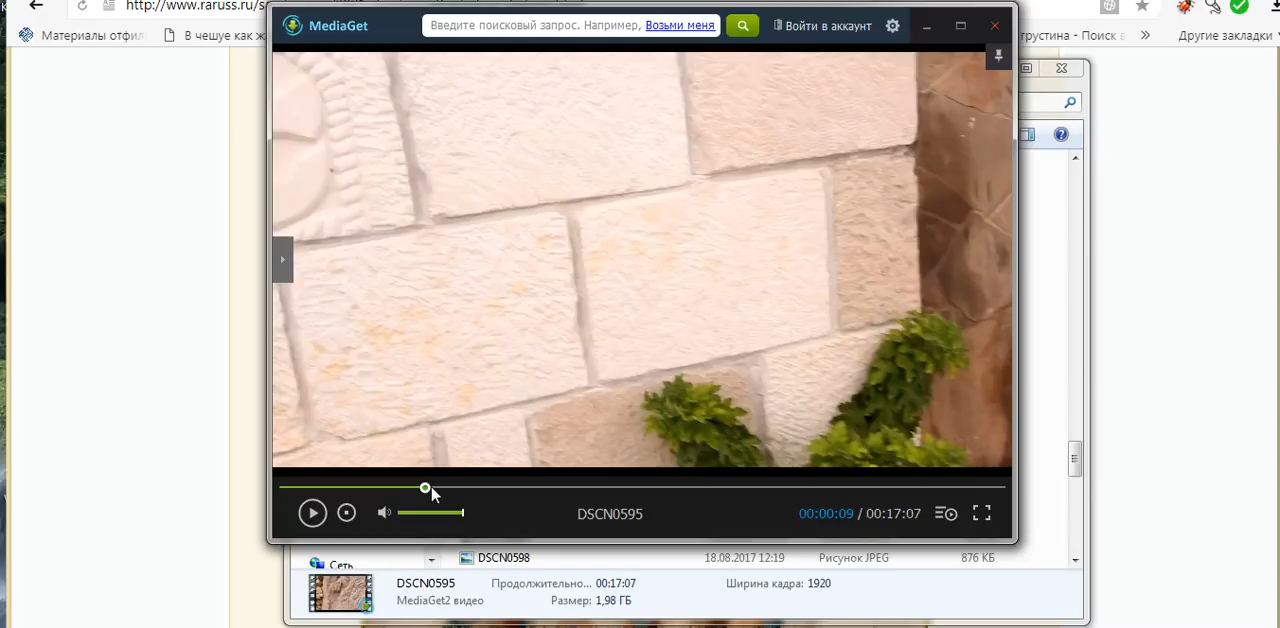 http://www.raruss.ru/s
Материалы отфил
В чешуе как ж
грустина - Поиск в
Другие закладки
MediaGet
Введите поисковый запрос. Например, Возьми меня
Войти в аккаунт
DSCN0595
00:00:09 / 00:17:07
Сеть
DSCN0598
18.08.2017 12:19
Рисунок JPEG
876 КБ
DSCN0595
Продолжительно... 00:17:07
Ширина кадра: 1920
MediaGet2 видео
Размер: 1,98 ГБ